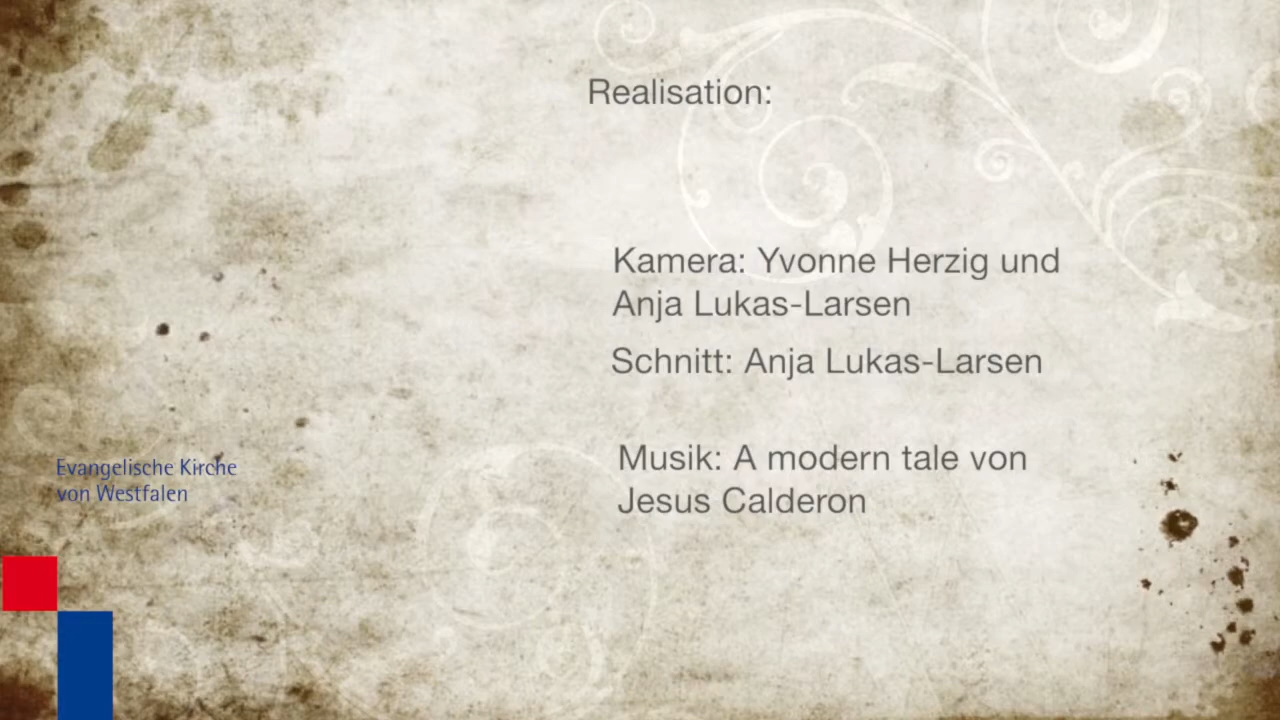 Realisation:
Kamera: Yvonne Herzig und
Anja Lukas-Larsen
Schnitt: Anja Lukas-Larsen
Musik: A modern tale von
Jesus Calderon
Evangelische Kirche
von Westfalen